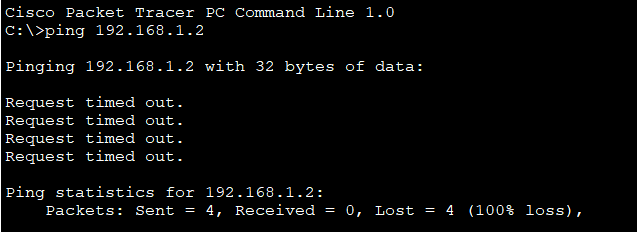 Cisco Packet Tracer PC Command Line 1.0
C:\>ping 192.168.1.2
Pinging 192.168.1.2 with 32 bytes of data:
Request timed out.
Request timed out.
Request timed out.
Request timed out.
Ping statistics for 192.168.1.2:
    Packets: Sent = 4, Received = 0, Lost = 4 (100% loss),